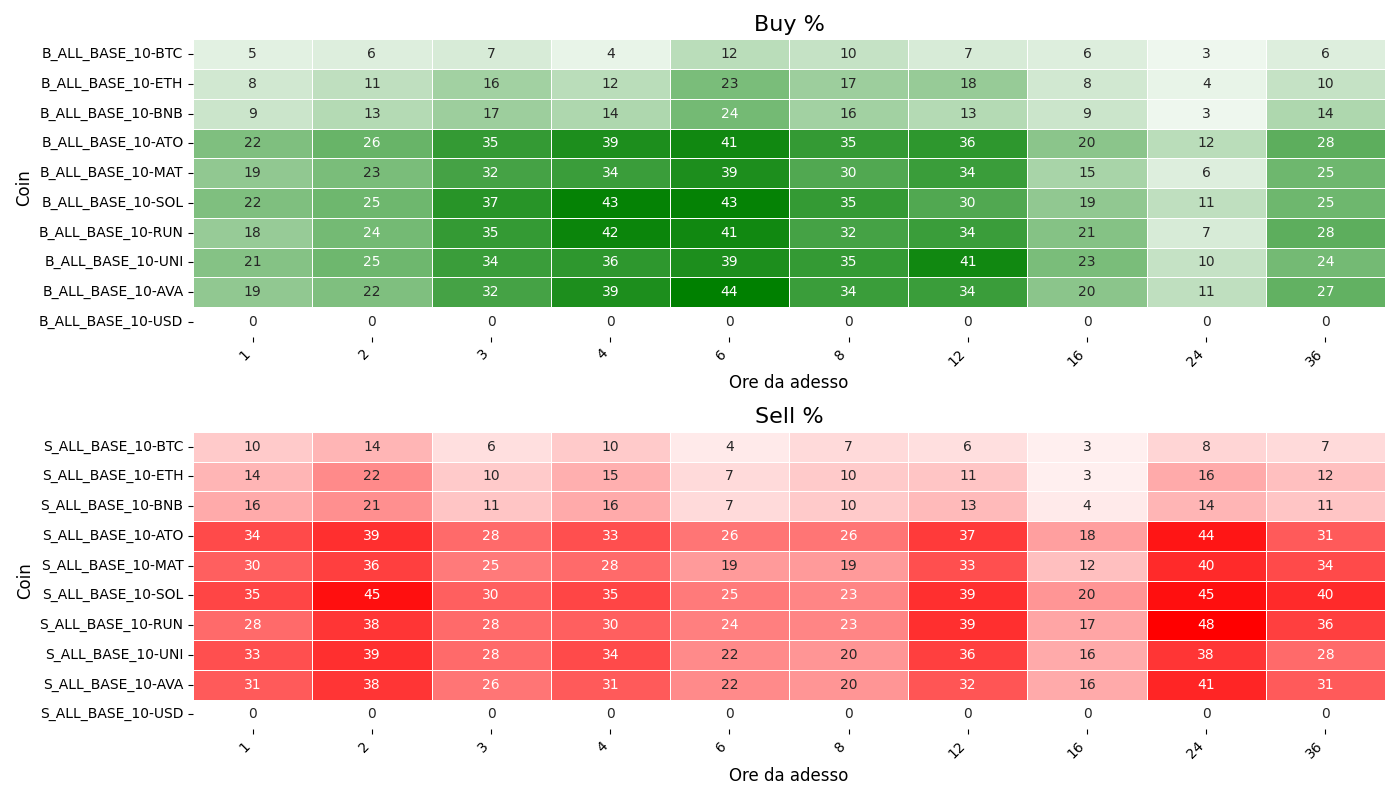 Buy %
Coin
B_ALL_BASE_10-BTC 5 6 7 4 12 10 7 6 3 6
B_ALL_BASE_10-ETH 8 11 16 12 23 17 18 8 4 10
B_ALL_BASE_10-BNB 9 13 17 14 24 16 13 9 3 14
B_ALL_BASE_10-ATO 22 26 35 39 41 35 36 20 12 28
B_ALL_BASE_10-MAT 19 23 32 34 39 30 34 15 6 25
B_ALL_BASE_10-SOL 22 25 37 43 43 35 30 19 11 25
B_ALL_BASE_10-RUN 18 24 35 42 41 32 34 21 7 28
B_ALL_BASE_10-UNI 21 25 34 36 39 35 41 23 10 24
B_ALL_BASE_10-AVA 19 22 32 39 44 34 34 20 11 27
B_ALL_BASE_10-USD 0 0 0 0 0 0 0 0 0 0
1 2 3 4 6 8 12 16 24 36
Ore da adesso
Sell %
Coin
S_ALL_BASE_10-BTC 10 14 6 10 4 7 6 3 8 7
S_ALL_BASE_10-ETH 14 22 10 15 7 10 11 3 16 12
S_ALL_BASE_10-BNB 16 21 11 16 7 10 13 4 14 11
S_ALL_BASE_10-ATO 34 39 28 33 26 26 37 18 44 31
S_ALL_BASE_10-MAT 30 36 25 28 19 19 33 12 40 34
S_ALL_BASE_10-SOL 35 45 30 35 25 23 39 20 45 40
S_ALL_BASE_10-RUN 28 38 28 30 24 23 39 17 48 36
S_ALL_BASE_10-UNI 33 39 28 34 22 20 36 16 38 28
S_ALL_BASE_10-AVA 31 38 26 31 22 20 32 16 41 31
S_ALL_BASE_10-USD 0 0 0 0 0 0 0 0 0 0
1 2 3 4 6 8 12 16 24 36
Ore da adesso